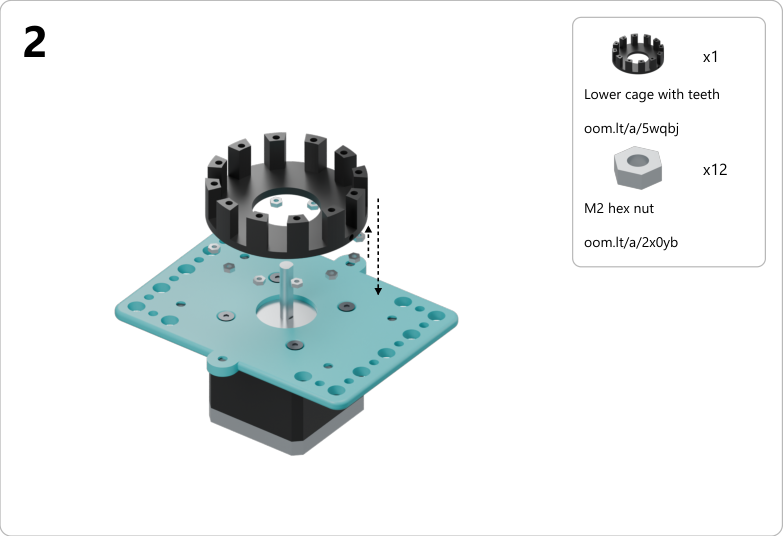 2
x1
Lower cage with teeth
oom.lt/a/5wqbj
x12
M2 hex nut
oom.lt/a/2x0yb